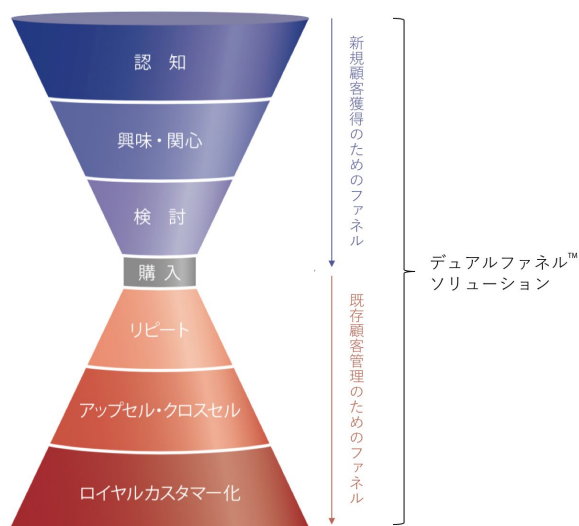 認 知
興味・関心
検 討
購 入
リピート
アップセル・クロスセル
ロイヤルカスタマー化
新規顧客獲得のためのファネル
既存顧客管理のためのファネル
デュアルファネル™
ソリューション